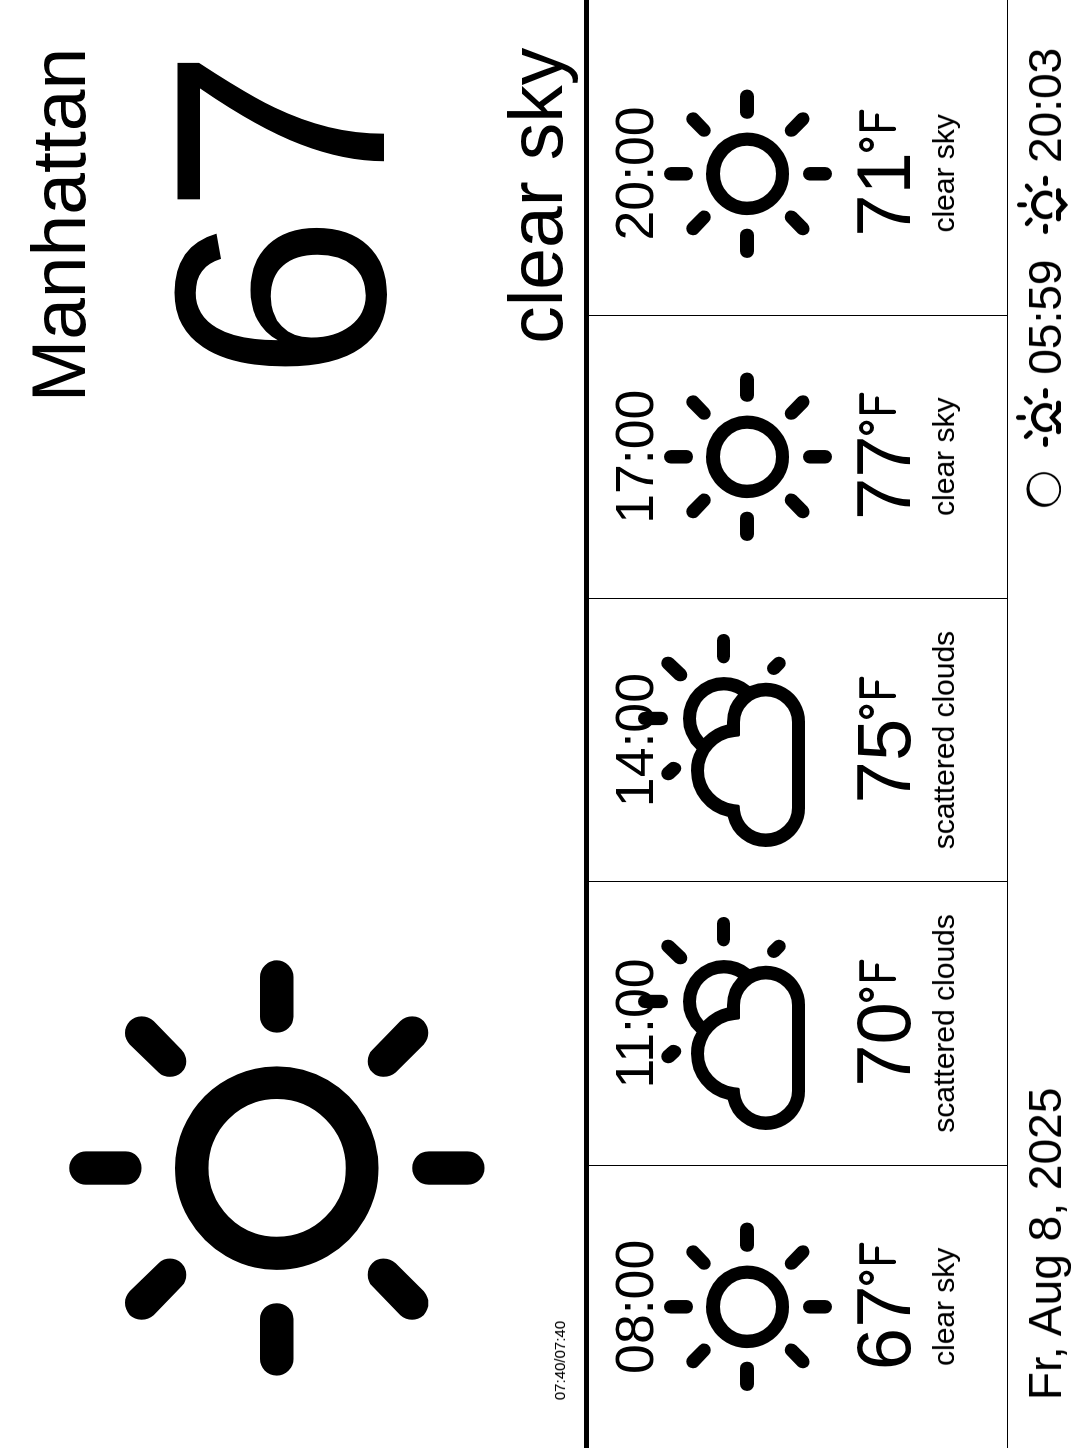 Manhattan
67
clear sky
07:40/07:40
08:00
67°F
clear sky
11:00
70°F
scattered clouds
14:00
75°F
scattered clouds
17:00
77°F
clear sky
20:00
71°F
clear sky
Fr, Aug 8, 2025
05:59 20:03